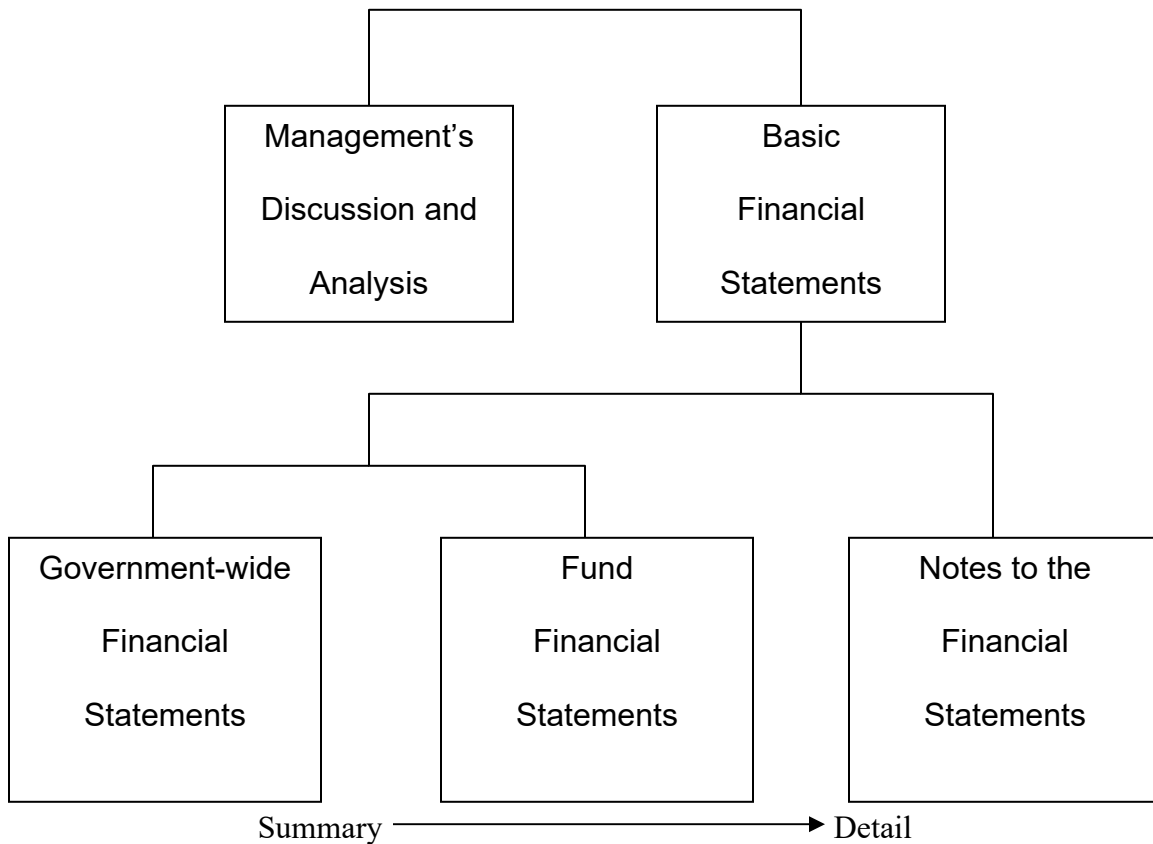 Management’s
Discussion and
Analysis
Basic
Financial
Statements
Government-wide
Financial
Statements
Fund
Financial
Statements
Notes to the
Financial
Statements
Summary
Detail